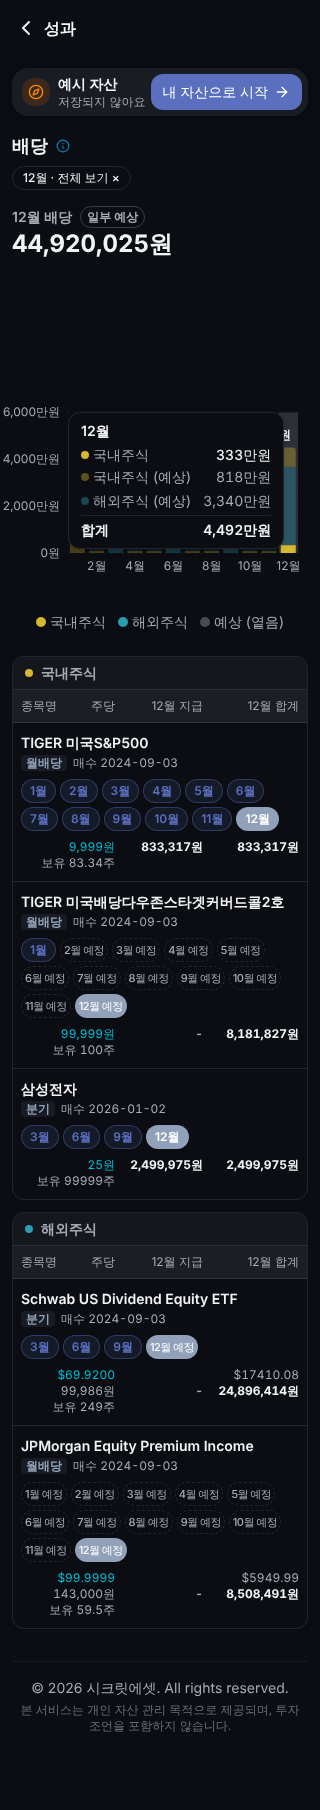 성과
예시 자산
저장되지 않아요
내 자산으로 시작 →
배당
12월 · 전체 보기 ×
12월 배당 일부 예상
44,920,025원
6,000만원
4,000만원
2,000만원
0원
원
12월
국내주식 333만원
국내주식 (예상) 818만원
해외주식 (예상) 3,340만원
합계 4,492만원
2월 4월 6월 8월 10월 12월
국내주식 해외주식 예상 (옅음)
국내주식
종목명 주당 12월 지급 12월 합계
TIGER 미국S&P500
월배당 매수 2024-09-03
1월 2월 3월 4월 5월 6월
7월 8월 9월 10월 11월 12월
9,999원 833,317원 833,317원
보유 83.34주
TIGER 미국배당다우존스타겟커버드콜2호
월배당 매수 2024-09-03
1월 2월 예정 3월 예정 4월 예정 5월 예정
6월 예정 7월 예정 8월 예정 9월 예정 10월 예정
11월 예정 12월 예정
99,999원 - 8,181,827원
보유 100주
삼성전자
분기 매수 2026-01-02
3월 6월 9월 12월
25원 2,499,975원 2,499,975원
보유 99999주
해외주식
종목명 주당 12월 지급 12월 합계
Schwab US Dividend Equity ETF
분기 매수 2024-09-03
3월 6월 9월 12월 예정
$69.9200 $17410.08
99,986원 - 24,896,414원
보유 249주
JPMorgan Equity Premium Income
월배당 매수 2024-09-03
1월 예정 2월 예정 3월 예정 4월 예정 5월 예정
6월 예정 7월 예정 8월 예정 9월 예정 10월 예정
11월 예정 12월 예정
$99.9999 $5949.99
143,000원 - 8,508,491원
보유 59.5주
© 2026 시크릿에셋. All rights reserved.
본 서비스는 개인 자산 관리 목적으로 제공되며, 투자
조언을 포함하지 않습니다.